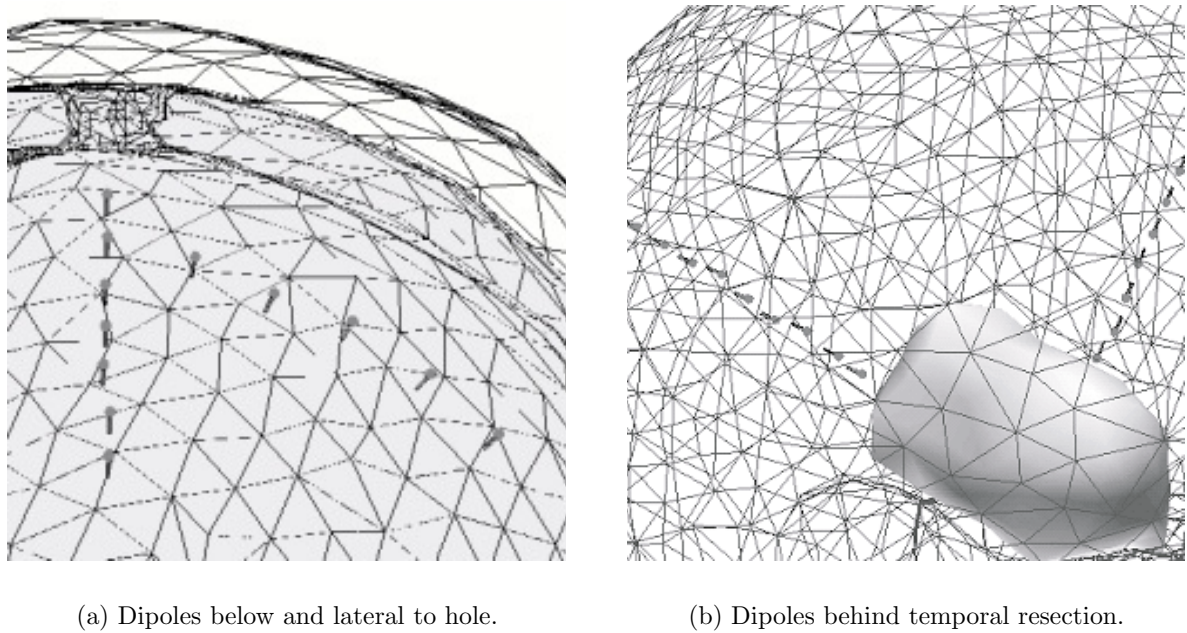 (a) Dipoles below and lateral to hole.
(b) Dipoles behind temporal resection.